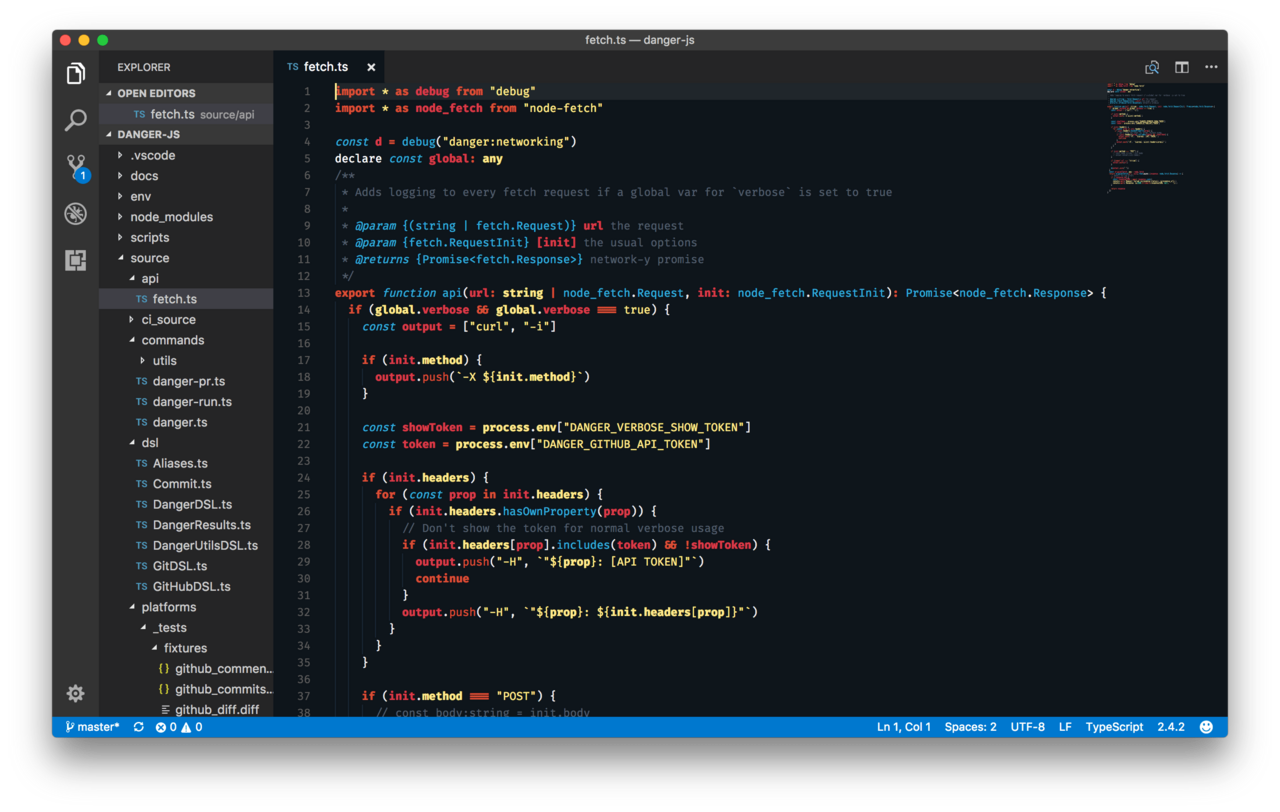 fetch.ts — danger-js
EXPLORER
OPEN EDITORS
TS fetch.ts source/api
DANGER-JS
.vscode
docs
env
node_modules
scripts
source
api
TS fetch.ts
ci_source
commands
utils
TS danger-pr.ts
TS danger-run.ts
TS danger.ts
dsl
TS Aliases.ts
TS Commit.ts
TS DangerDSL.ts
TS DangerResults.ts
TS DangerUtilsDSL.ts
TS GitDSL.ts
TS GitHubDSL.ts
platforms
_tests
fixtures
{} github_commen...
{} github_commits...
github_diff.diff
1
TS fetch.ts ×
1 import * as debug from "debug"
2 import * as node_fetch from "node-fetch"
3
4 const d = debug("danger:networking")
5 declare const global: any
6 /**
7  * Adds logging to every fetch request if a global var for `verbose` is set to true
8  *
9  * @param {(string | fetch.Request)} url the request
10  * @param {fetch.RequestInit} [init] the usual options
11  * @returns {Promise<fetch.Response>} network-y promise
12  */
13 export function api(url: string | node_fetch.Request, init: node_fetch.RequestInit): Promise<node_fetch.Response> {
14   if (global.verbose && global.verbose === true) {
15     const output = ["curl", "-i"]
16
17     if (init.method) {
18       output.push(`-X ${init.method}`)
19     }
20
21     const showToken = process.env["DANGER_VERBOSE_SHOW_TOKEN"]
22     const token = process.env["DANGER_GITHUB_API_TOKEN"]
23
24     if (init.headers) {
25       for (const prop in init.headers) {
26         if (init.headers.hasOwnProperty(prop)) {
27           // Don't show the token for normal verbose usage
28           if (init.headers[prop].includes(token) && !showToken) {
29             output.push("-H", `"${prop}: [API TOKEN]"`)
30             continue
31           }
32           output.push("-H", `"${prop}: ${init.headers[prop]}"`)
33         }
34       }
35     }
36
37     if (init.method === "POST") {
38       // const body:string = init.body
master* 0 0
Ln 1, Col 1 Spaces: 2 UTF-8 LF TypeScript 2.4.2